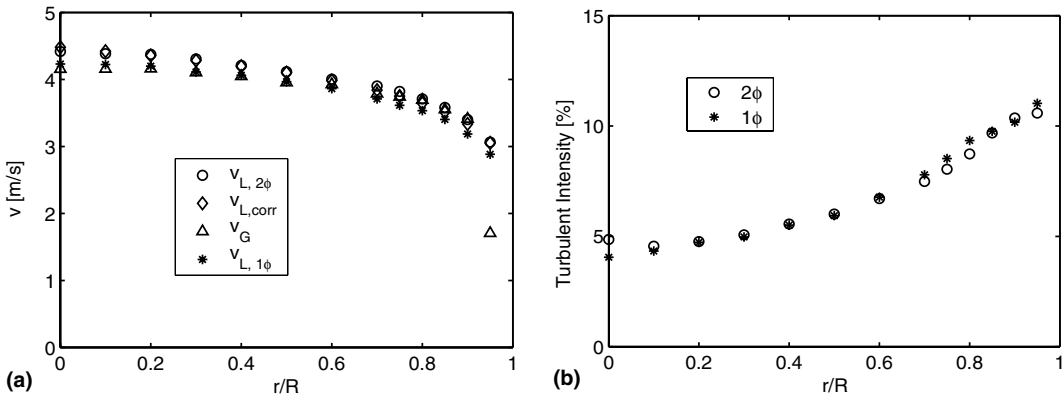 5
4
3
2
1
0
v [m/s]
v_L, 2ϕ
v_L,corr
v_G
v_L, 1ϕ
0 0.2 0.4 0.6 0.8 1
r/R
(a)
15
10
5
0
Turbulent Intensity [%]
2ϕ
1ϕ
0 0.2 0.4 0.6 0.8 1
r/R
(b)